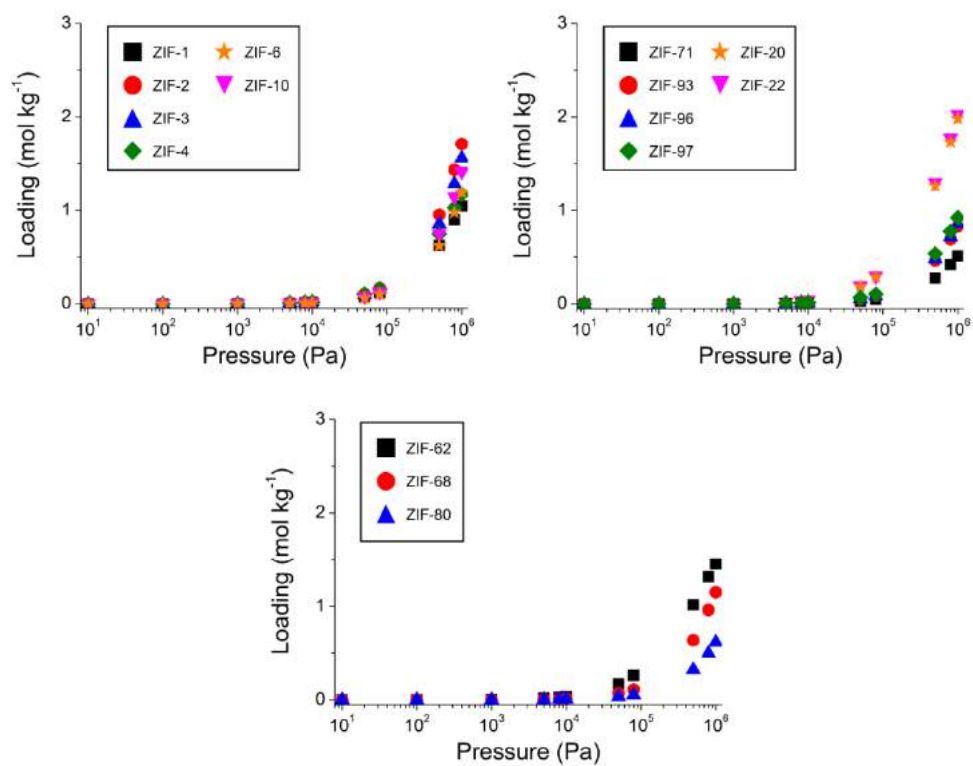 3
2
1
0
Loading (mol kg⁻¹)
ZIF-1 ZIF-6
ZIF-2 ZIF-10
ZIF-3
ZIF-4
10¹ 10² 10³ 10⁴ 10⁵ 10⁶
Pressure (Pa)
3
2
1
0
Loading (mol kg⁻¹)
ZIF-71 ZIF-20
ZIF-93 ZIF-22
ZIF-96
ZIF-97
10¹ 10² 10³ 10⁴ 10⁵ 10⁶
Pressure (Pa)
3
2
1
0
Loading (mol kg⁻¹)
ZIF-62
ZIF-68
ZIF-80
10¹ 10² 10³ 10⁴ 10⁵ 10⁶
Pressure (Pa)